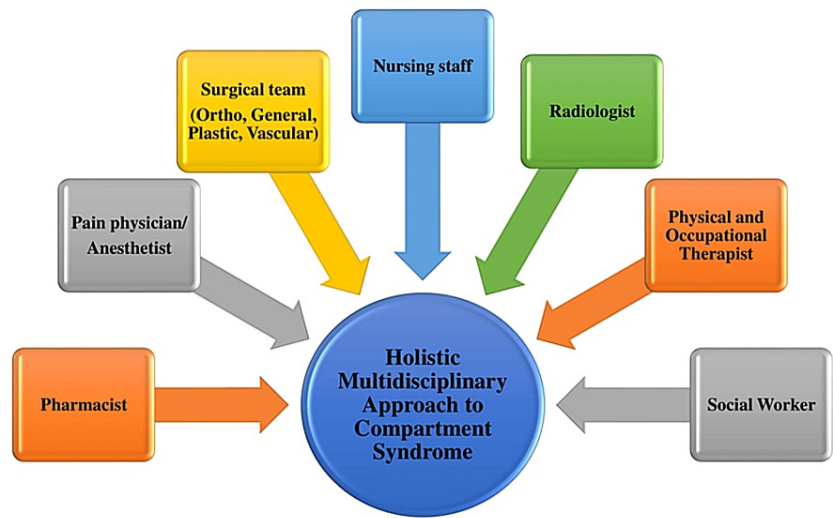 Nursing staff
Surgical team
(Ortho, General,
Plastic, Vascular)
Radiologist
Pain physician/
Anesthetist
Physical and
Occupational
Therapist
Pharmacist
Holistic
Multidisciplinary
Approach to
Compartment
Syndrome
Social Worker